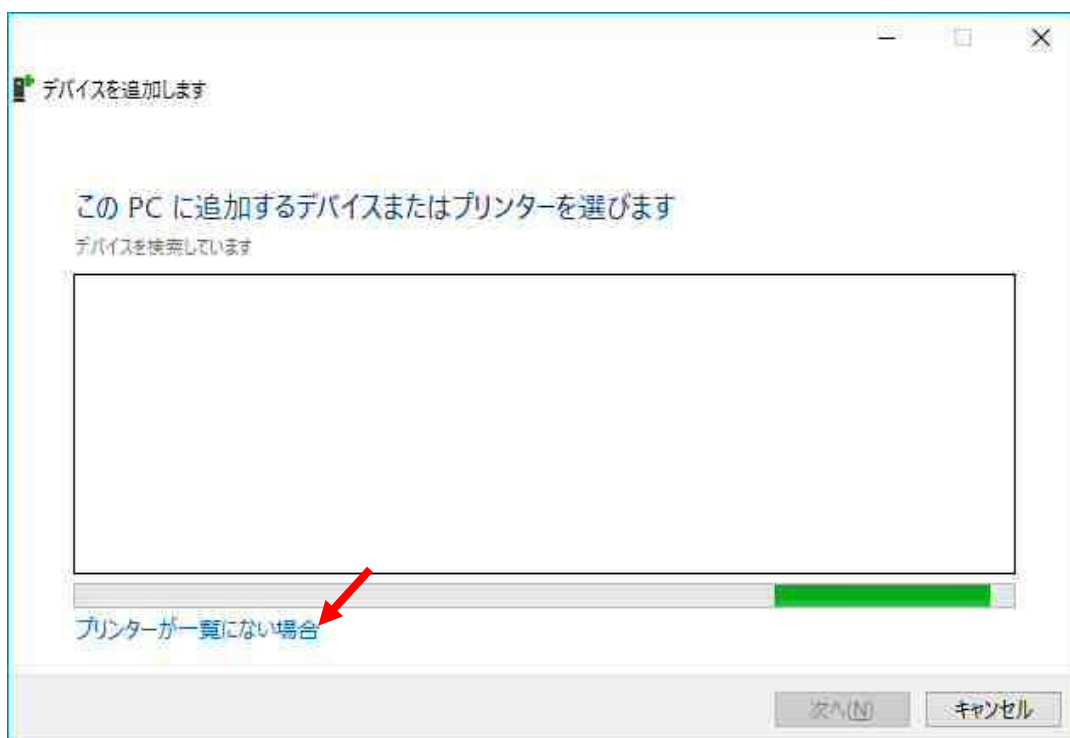 デバイスを追加します
この PC に追加するデバイスまたはプリンターを選びます
デバイスを検索しています
プリンターが一覧にない場合
次へ(N)
キャンセル